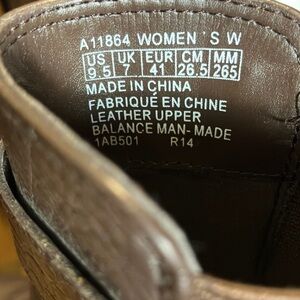 A11864 WOMEN 'S W
US UK EUR CM MM
9.5 7 41 26.5 265
MADE IN CHINA
FABRIQUÉ EN CHINE
LEATHER UPPER
BALANCE MAN-MADE
1AB501 R14